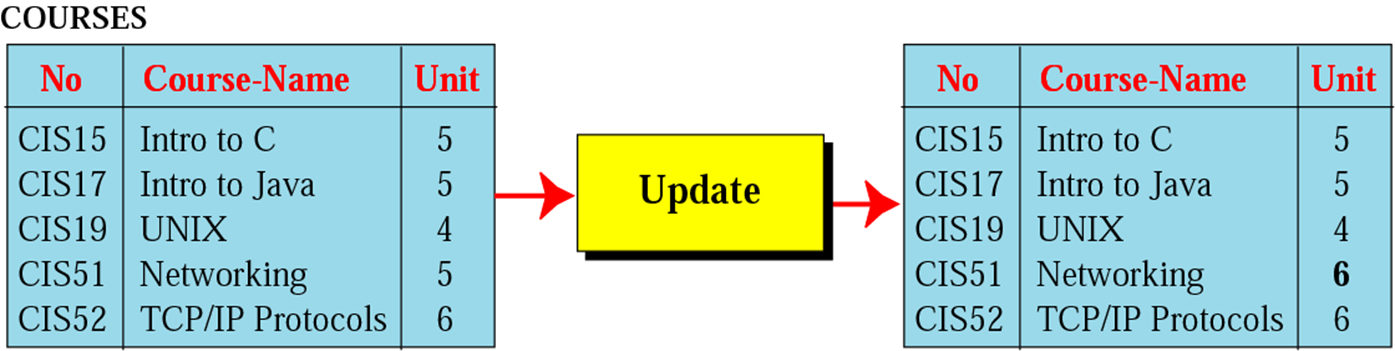 COURSES
No Course-Name Unit
CIS15 Intro to C 5
CIS17 Intro to Java 5
CIS19 UNIX 4
CIS51 Networking 5
CIS52 TCP/IP Protocols 6
Update
No Course-Name Unit
CIS15 Intro to C 5
CIS17 Intro to Java 5
CIS19 UNIX 4
CIS51 Networking 6
CIS52 TCP/IP Protocols 6